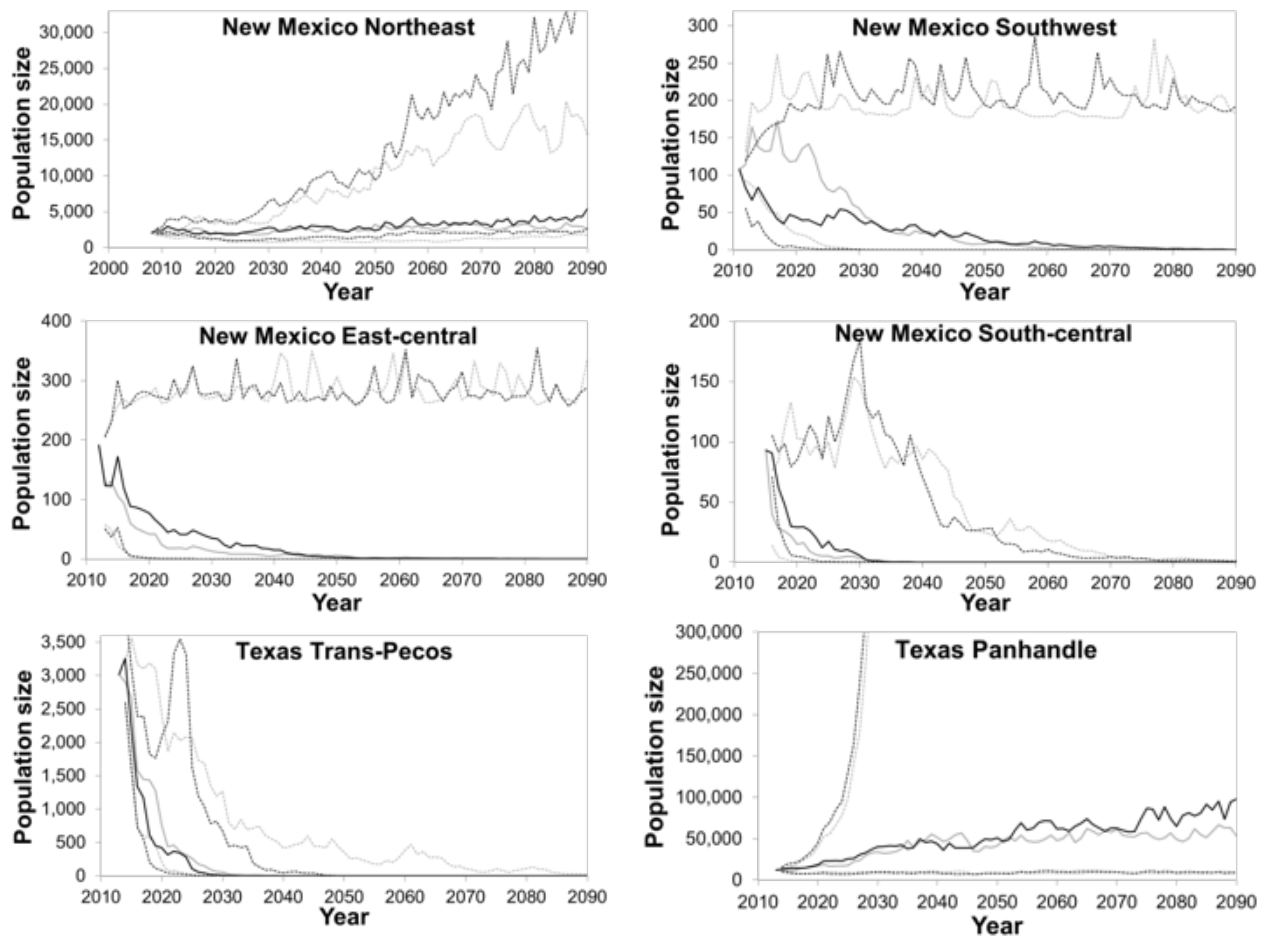 New Mexico Northeast
Population size
30,000
25,000
20,000
15,000
10,000
5,000
0
2000 2010 2020 2030 2040 2050 2060 2070 2080 2090
Year
New Mexico Southwest
Population size
300
250
200
150
100
50
0
2010 2020 2030 2040 2050 2060 2070 2080 2090
Year
New Mexico East-central
Population size
400
300
200
100
0
2010 2020 2030 2040 2050 2060 2070 2080 2090
Year
New Mexico South-central
Population size
200
150
100
50
0
2010 2020 2030 2040 2050 2060 2070 2080 2090
Year
Texas Trans-Pecos
Population size
3,500
3,000
2,500
2,000
1,500
1,000
500
0
2010 2020 2030 2040 2050 2060 2070 2080 2090
Year
Texas Panhandle
Population size
300,000
250,000
200,000
150,000
100,000
50,000
0
2010 2020 2030 2040 2050 2060 2070 2080 2090
Year